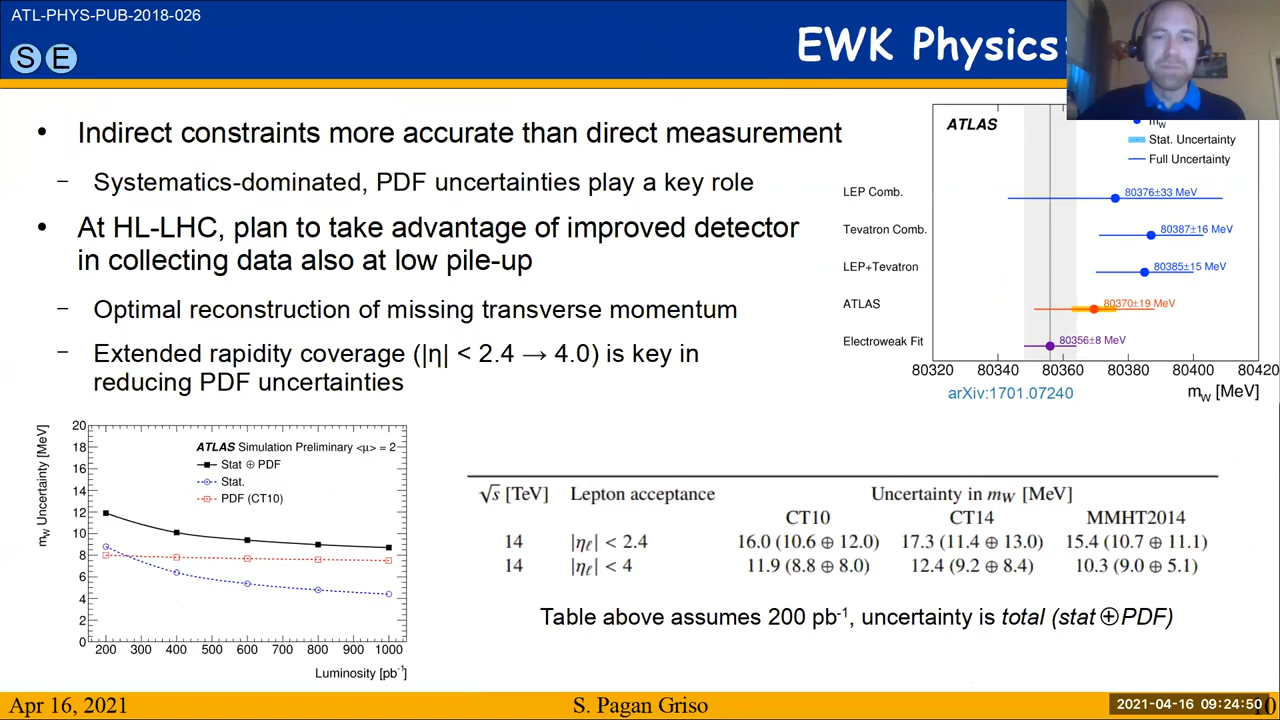 ATL-PHYS-PUB-2018-026
S E
EWK Physics:
• Indirect constraints more accurate than direct measurement
– Systematics-dominated, PDF uncertainties play a key role
• At HL-LHC, plan to take advantage of improved detector
in collecting data also at low pile-up
– Optimal reconstruction of missing transverse momentum
– Extended rapidity coverage (|η| < 2.4 → 4.0) is key in
reducing PDF uncertainties
ATLAS
m_W
Stat. Uncertainty
Full Uncertainty
LEP Comb. 80376±33 MeV
Tevatron Comb. 80387±16 MeV
LEP+Tevatron 80385±15 MeV
ATLAS 80370±19 MeV
Electroweak Fit 80356±8 MeV
80320 80340 80360 80380 80400 80420
arXiv:1701.07240
m_W [MeV]
m_W Uncertainty [MeV]
20
18
16
14
12
10
8
6
4
2
0
ATLAS Simulation Preliminary <μ> = 2
Stat ⊕ PDF
Stat.
PDF (CT10)
200 300 400 500 600 700 800 900 1000
Luminosity [pb⁻¹]
√s [TeV] Lepton acceptance Uncertainty in m_W [MeV]
CT10 CT14 MMHT2014
14 |η_ℓ| < 2.4 16.0 (10.6 ⊕ 12.0) 17.3 (11.4 ⊕ 13.0) 15.4 (10.7 ⊕ 11.1)
14 |η_ℓ| < 4 11.9 (8.8 ⊕ 8.0) 12.4 (9.2 ⊕ 8.4) 10.3 (9.0 ⊕ 5.1)
Table above assumes 200 pb⁻¹, uncertainty is total (stat⊕PDF)
Apr 16, 2021 S. Pagan Griso 10
2021-04-16 09:24:50